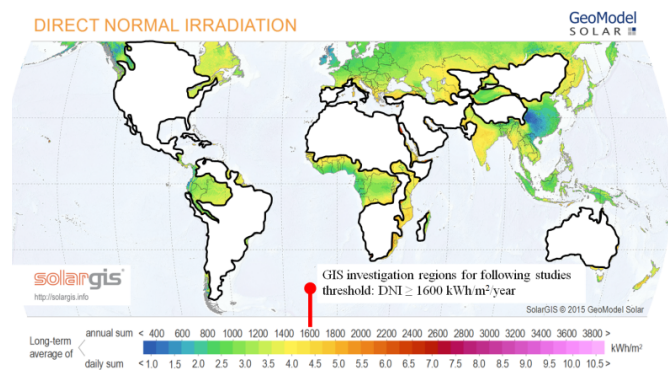 DIRECT NORMAL IRRADIATION
GeoModel
SOLAR
GIS investigation regions for following studies
threshold: DNI ≥ 1600 kWh/m²/year
solargis
http://solargis.info
SolarGIS © 2015 GeoModel Solar
Long-term
average of
annual sum < 400 600 800 1000 1200 1400 1600 1800 2000 2200 2400 2600 2800 3000 3200 3400 3600 3800 >
kWh/m²
daily sum < 1.0 1.5 2.0 2.5 3.0 3.5 4.0 4.5 5.0 5.5 6.0 6.5 7.0 7.5 8.0 8.5 9.0 9.5 10.0 10.5 >